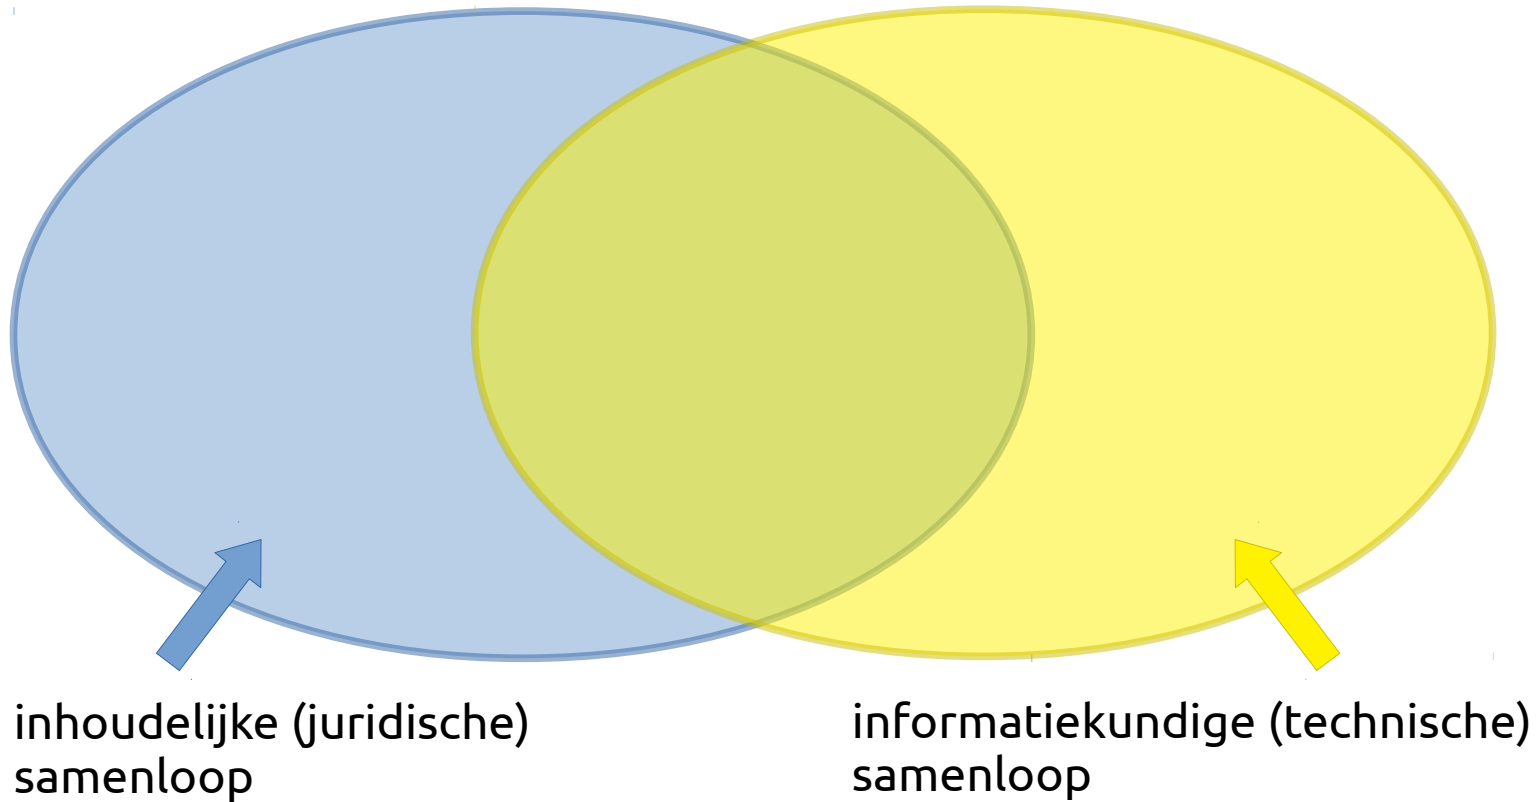 inhoudelijke (juridische)
samenloop
informatiekundige (technische)
samenloop